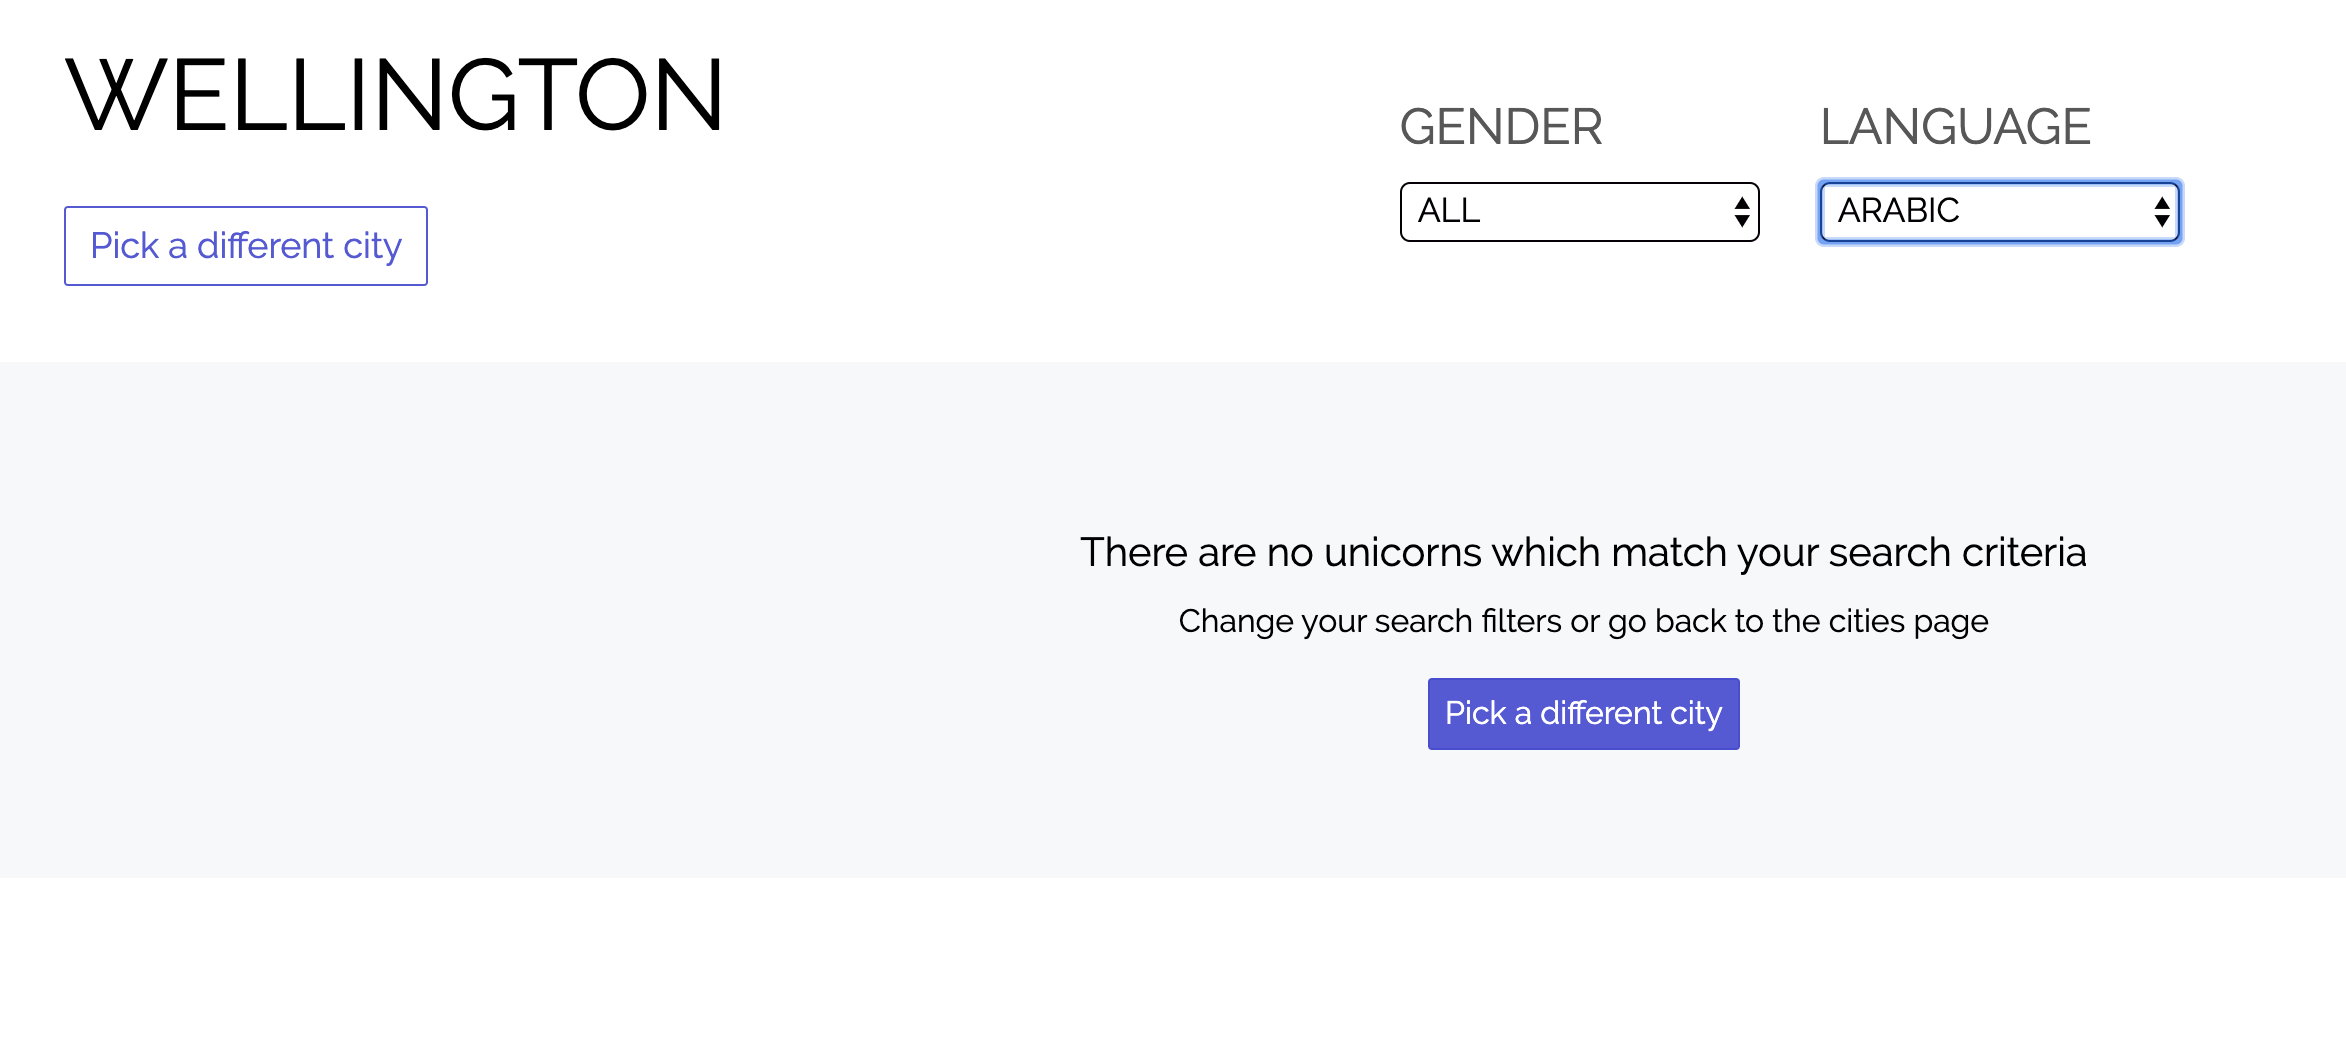 WELLINGTON
Pick a different city
GENDER
LANGUAGE
ALL
ARABIC
There are no unicorns which match your search criteria
Change your search filters or go back to the cities page
Pick a different city